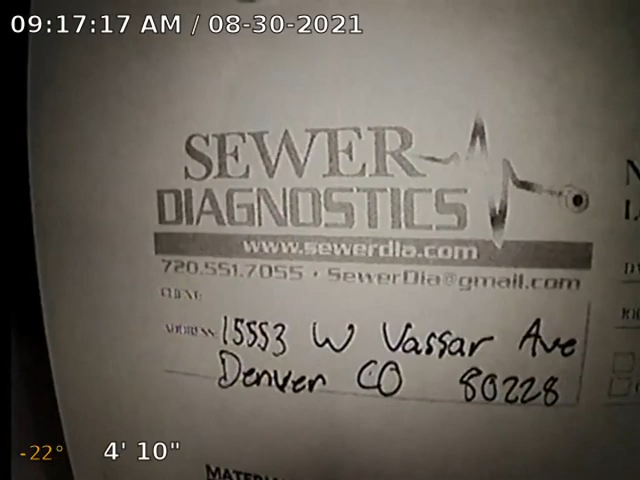 09:17:17 AM / 08-30-2021
SEWER
DIAGNOSTICS
www.sewerdia.com
720.551.7055 • SewerDia@gmail.com
CLIENT:
ADDRESS: 15553 W Vassar Ave
Denver CO 80228
-22° 4' 10"